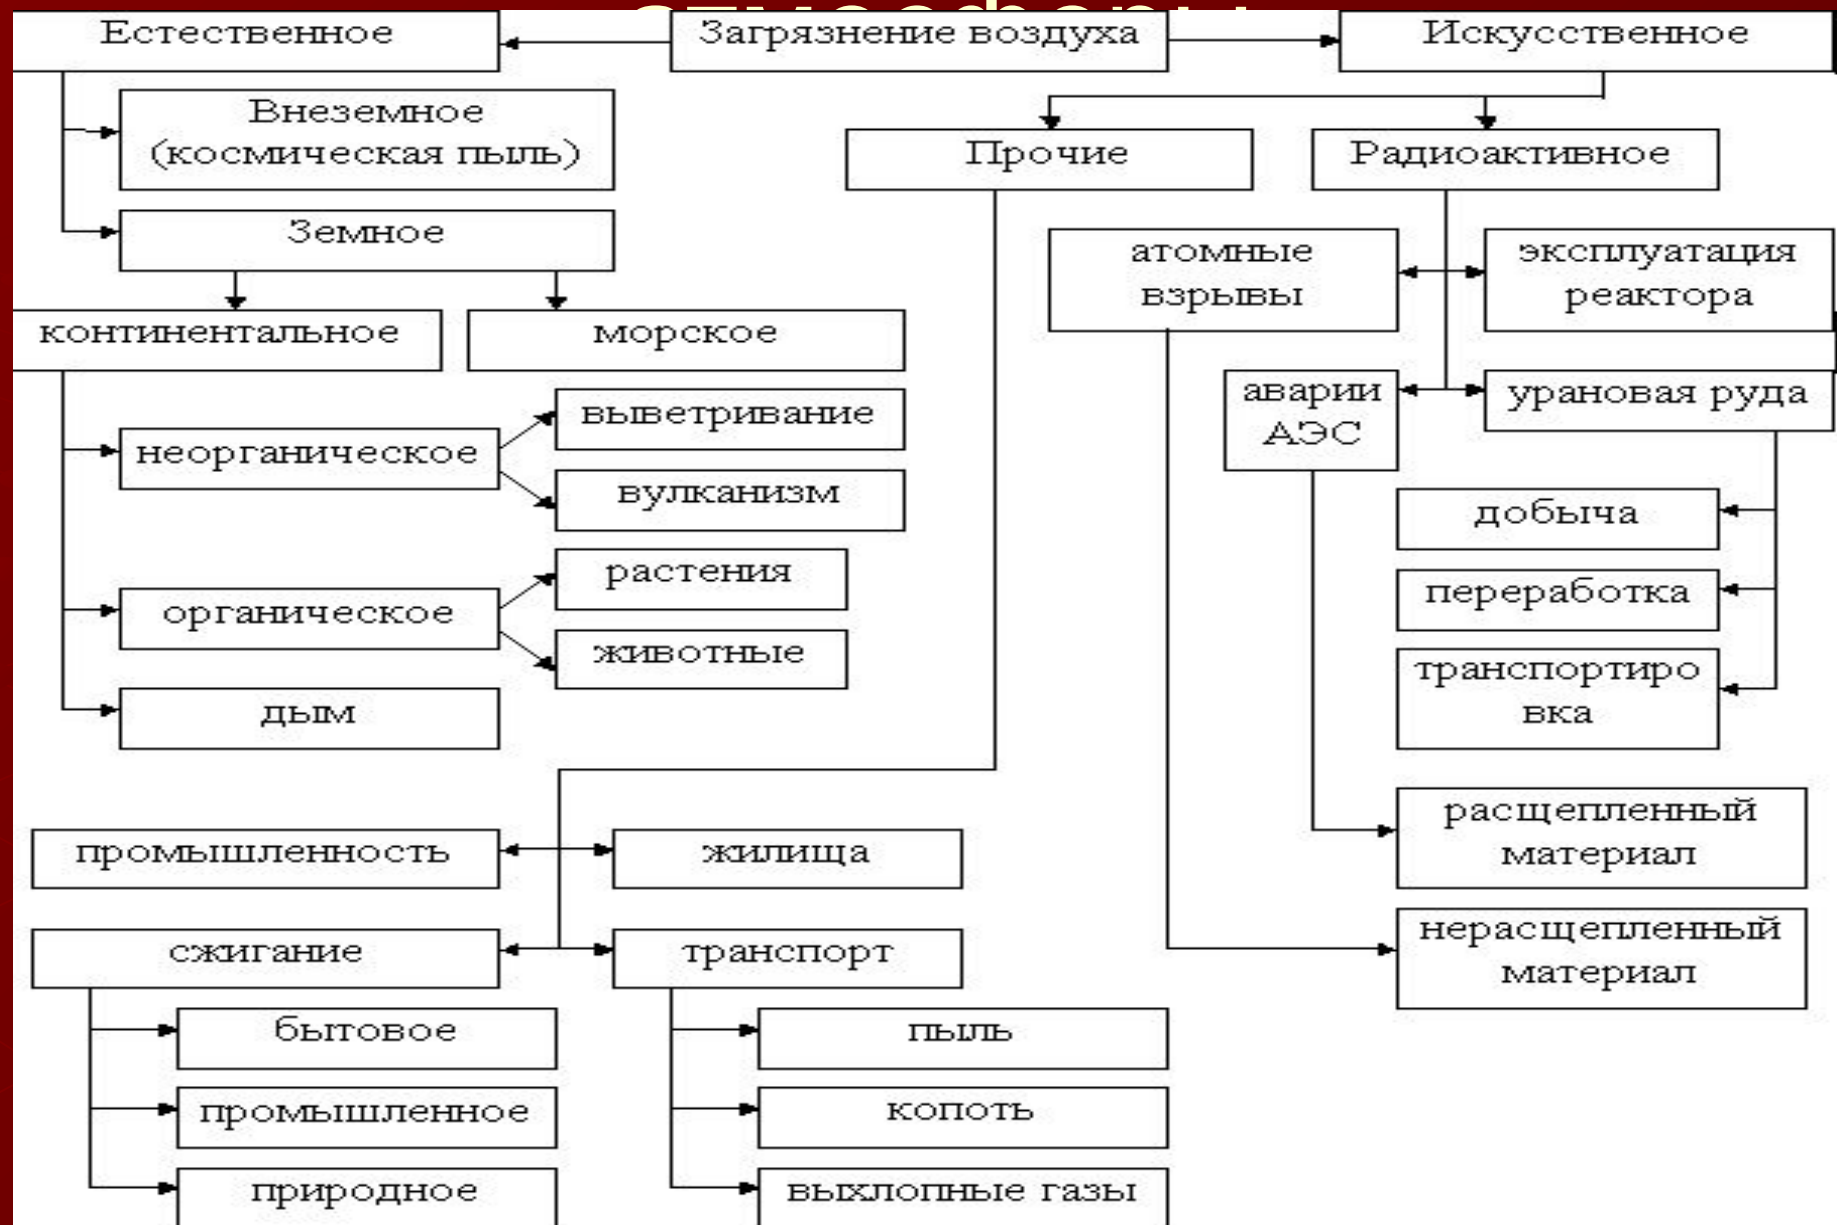 Естественное
Загрязнение воздуха
Искусственное
Внеземное
(космическая пыль)
Прочие
Радиоактивное
Земное
атомные
взрывы
эксплуатация
реактора
континентальное
морское
аварии
АЭС
урановая руда
выветривание
неорганическое
вулканизм
добыча
растения
переработка
органическое
животные
транспортиро
вка
дым
расщепленный
материал
промышленность
жилища
нерасщепленный
материал
сжигание
транспорт
бытовое
пыль
промышленное
копоть
природное
выхлопные газы